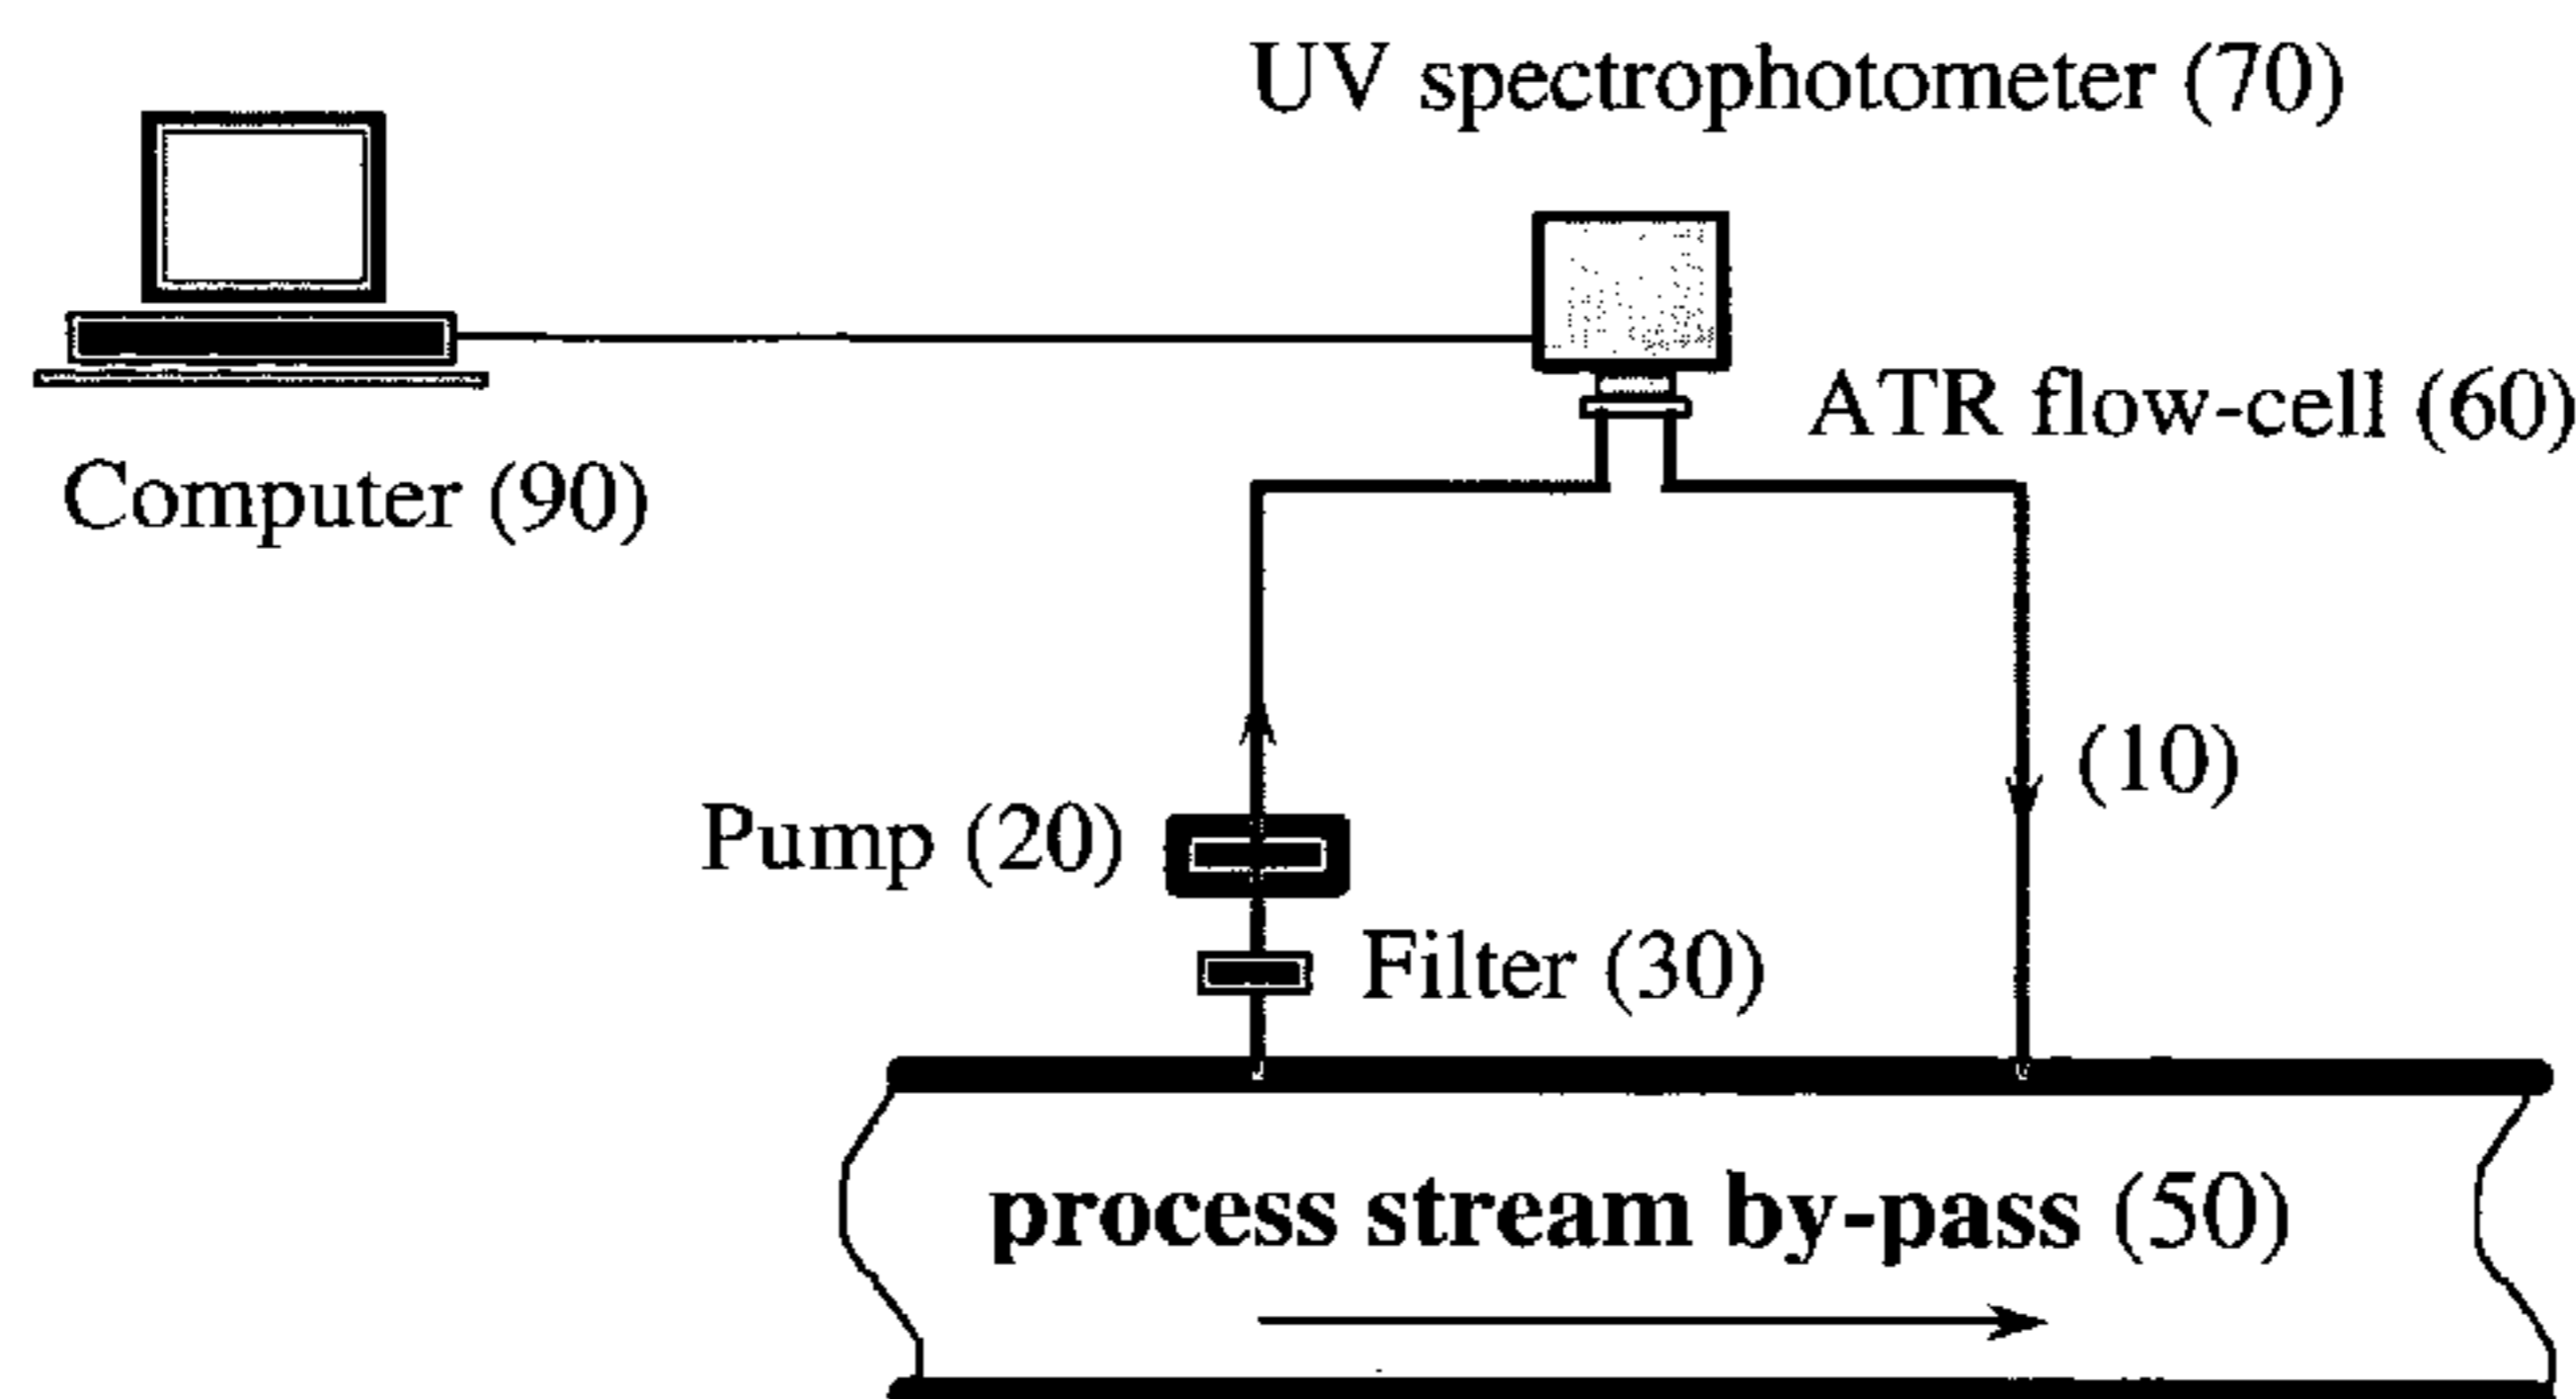 UV spectrophotometer (70)
ATR flow-cell (60)
Computer (90)
(10)
Pump (20)
Filter (30)
process stream by-pass (50)